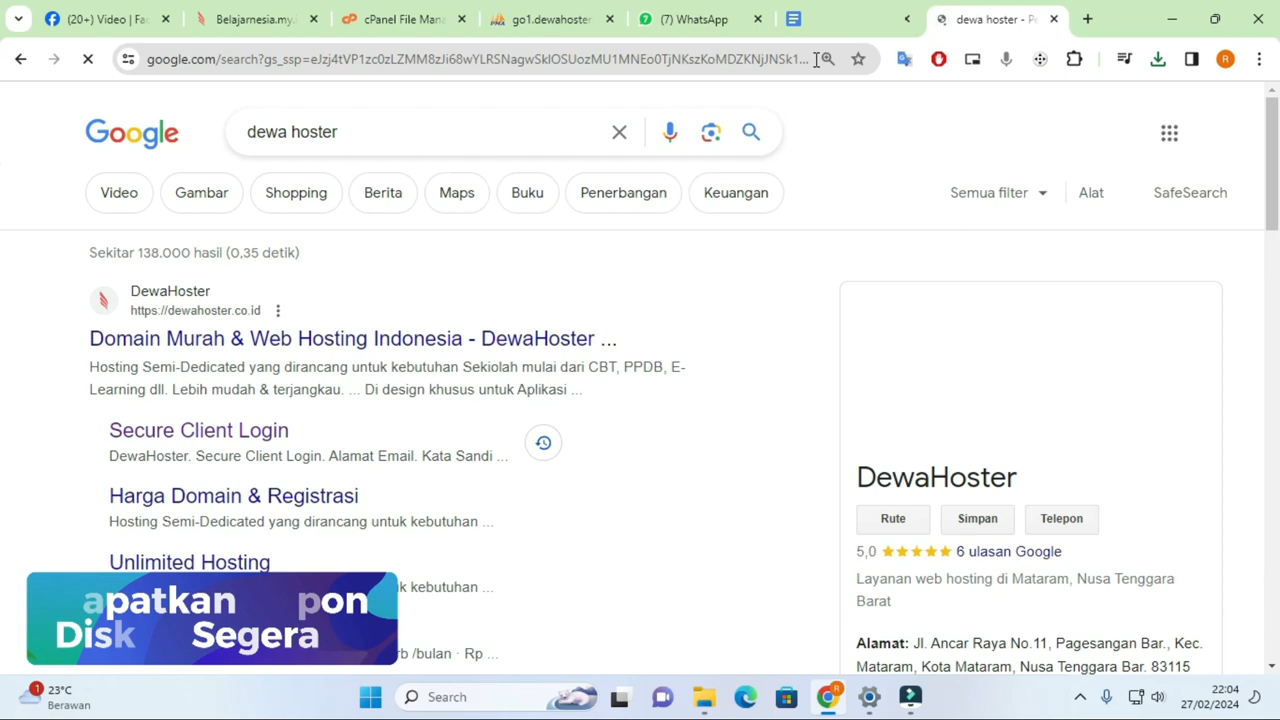 (20+) Video | Fac
Belajarnesia.my.
cPanel File Mana
go1.dewahoster
(7) WhatsApp
dewa hoster - Pe
google.com/search?gs_ssp=eJzj4tVP1zc0zLZMM8zJi68wYLRSNagwSklOSUozMU1MNEo0TjNKszKoMDZKNjJNSk1...
R
Google
dewa hoster
Video
Gambar
Shopping
Berita
Maps
Buku
Penerbangan
Keuangan
Semua filter
Alat
SafeSearch
Sekitar 138.000 hasil (0,35 detik)
DewaHoster
https://dewahoster.co.id
Domain Murah & Web Hosting Indonesia - DewaHoster ...
Hosting Semi-Dedicated yang dirancang untuk kebutuhan Sekiolah mulai dari CBT, PPDB, E-
Learning dll. Lebih mudah & terjangkau. ... Di design khusus untuk Aplikasi ...
Secure Client Login
DewaHoster. Secure Client Login. Alamat Email. Kata Sandi ...
Harga Domain & Registrasi
Hosting Semi-Dedicated yang dirancang untuk kebutuhan ...
Unlimited Hosting
k kebutuhan ...
rb /bulan · Rp ...
apatkan pon
Disk Segera
DewaHoster
Rute
Simpan
Telepon
5,0
6 ulasan Google
Layanan web hosting di Mataram, Nusa Tenggara
Barat
Alamat: Jl. Ancar Raya No.11, Pagesangan Bar., Kec.
Mataram, Kota Mataram, Nusa Tenggara Bar. 83115
1
23°C
Berawan
Search
R
22:04
27/02/2024